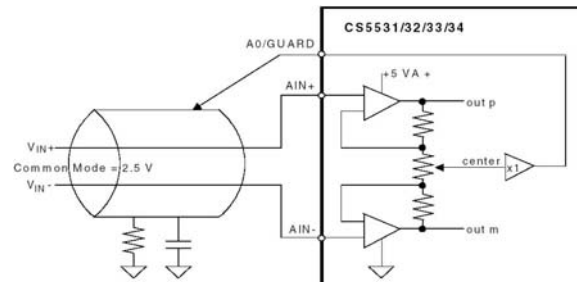 CS5531/32/33/34
A0/GUARD
+5 VA +
AIN+
out p
VIN+
center
x1
Common Mode = 2.5 V
VIN-
AIN-
out m